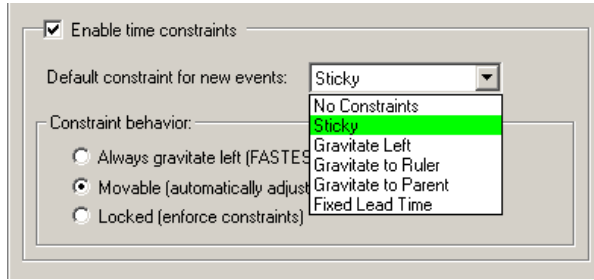 Enable time constraints
Default constraint for new events: Sticky
No Constraints
Sticky
Gravitate Left
Gravitate to Ruler
Gravitate to Parent
Fixed Lead Time
Constraint behavior:
Always gravitate left (FASTES
Movable (automatically adjust
Locked (enforce constraints)